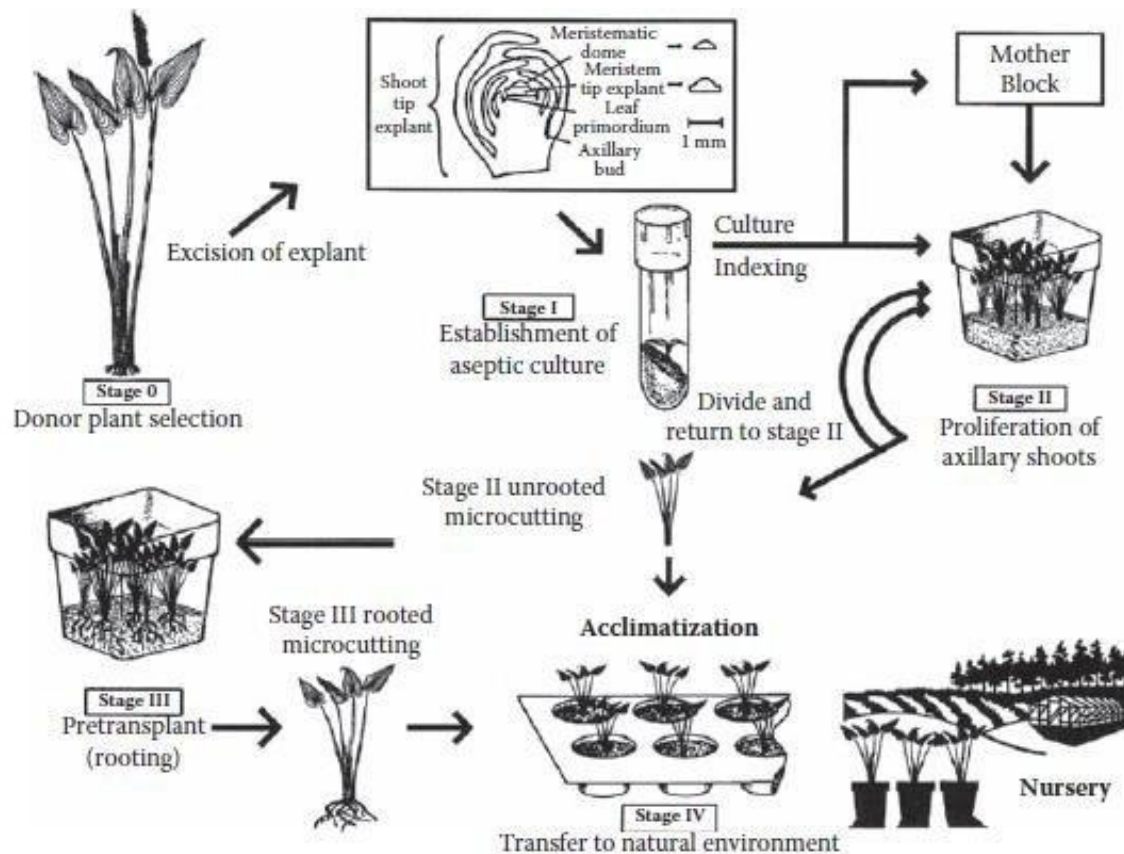 Meristematic
dome
Meristem
tip explant
Leaf
primordium
Axillary
bud
Shoot
tip
explant
1 mm
Mother
Block
Excision of explant
Culture
Indexing
Stage I
Establishment of
aseptic culture
Stage 0
Donor plant selection
Divide and
return to stage II
Stage II
Proliferation of
axillary shoots
Stage II unrooted
microcutting
Stage III rooted
microcutting
Acclimatization
Stage III
Pretransplant
(rooting)
Stage IV
Transfer to natural environment
Nursery